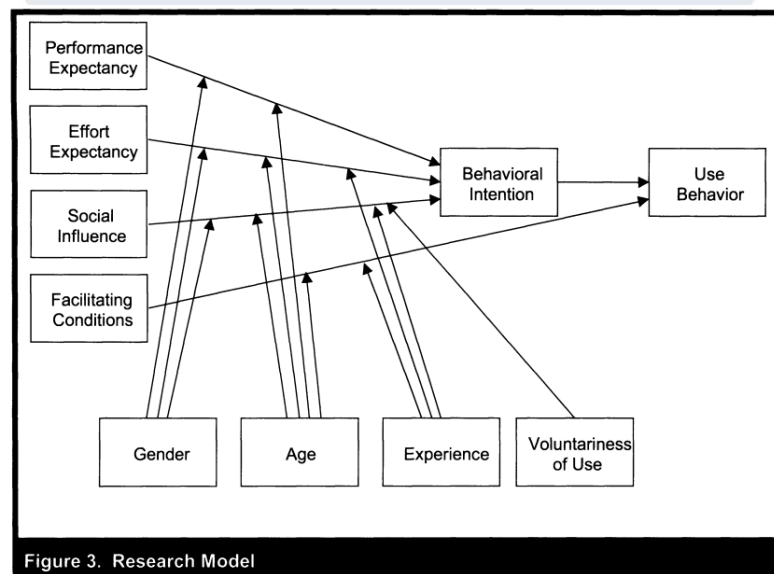 Performance
Expectancy
Effort
Expectancy
Social
Influence
Facilitating
Conditions
Behavioral
Intention
Use
Behavior
Gender
Age
Experience
Voluntariness
of Use
Figure 3. Research Model